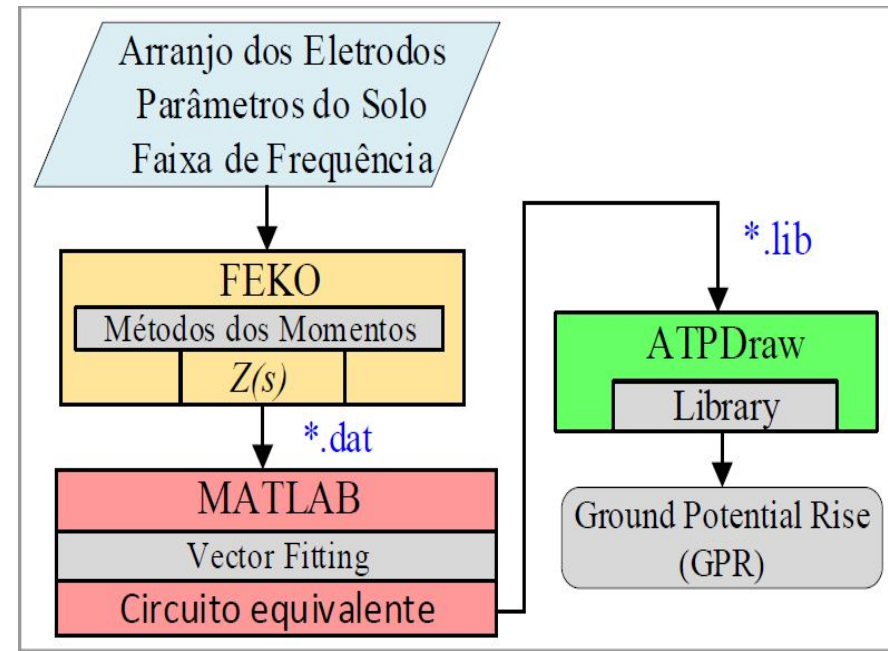 Arranjo dos Eletrodos
Parâmetros do Solo
Faixa de Frequência
FEKO
Métodos dos Momentos
Z(s)
*.dat
MATLAB
Vector Fitting
Circuito equivalente
*.lib
ATPDraw
Library
Ground Potential Rise
(GPR)